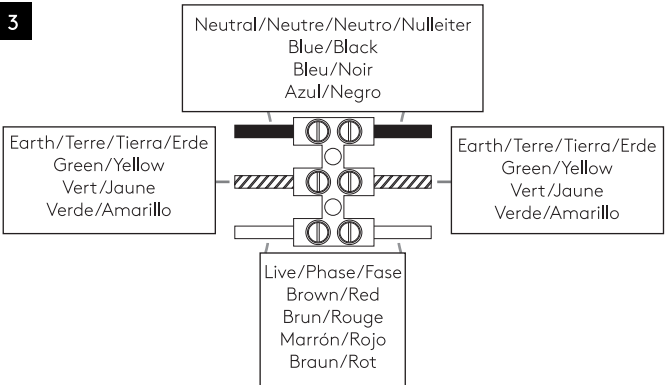 3
Neutral/Neutre/Neutro/Nulleiter
Blue/Black
Bleu/Noir
Azul/Negro
Earth/Terre/Tierra/Erde
Green/Yellow
Vert/Jaune
Verde/Amarillo
Earth/Terre/Tierra/Erde
Green/Yellow
Vert/Jaune
Verde/Amarillo
Live/Phase/Fase
Brown/Red
Brun/Rouge
Marrón/Rojo
Braun/Rot